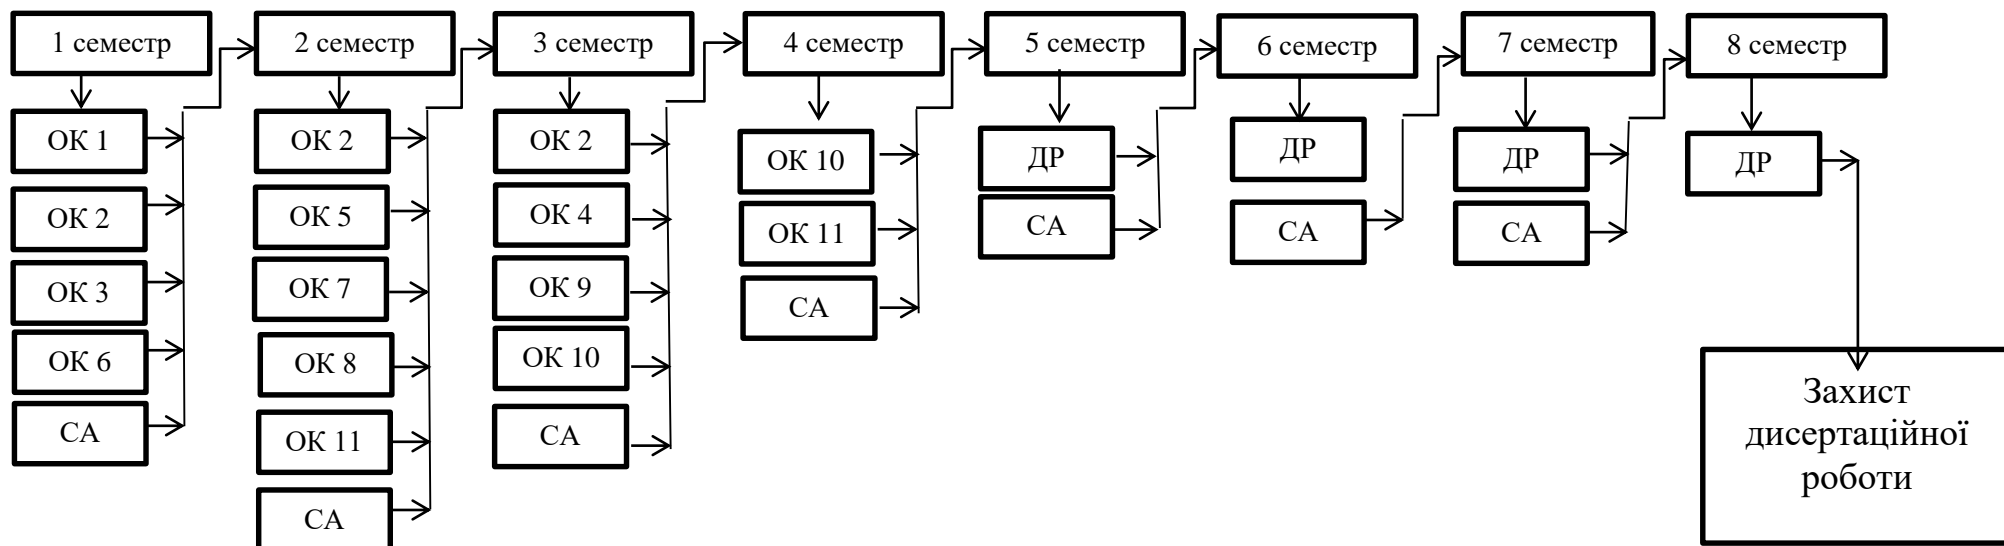 1 семестр
ОК 1
ОК 2
ОК 3
ОК 6
СА
2 семестр
ОК 2
ОК 5
ОК 7
ОК 8
ОК 11
СА
3 семестр
ОК 2
ОК 4
ОК 9
ОК 10
СА
4 семестр
ОК 10
ОК 11
СА
5 семестр
ДР
СА
6 семестр
ДР
СА
7 семестр
ДР
СА
8 семестр
ДР
Захист
дисертаційної
роботи